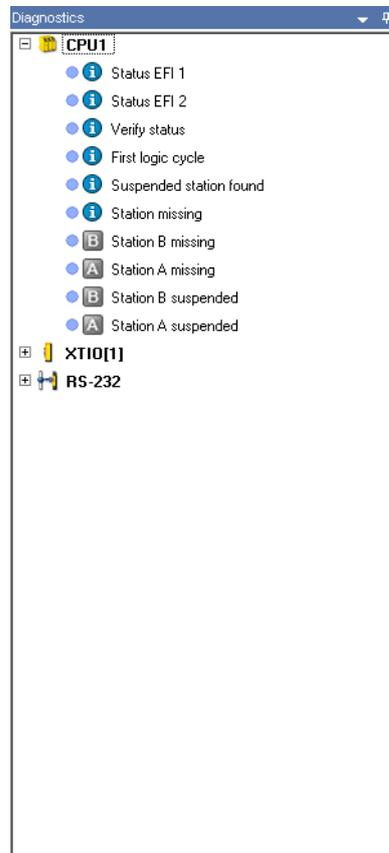 Diagnostics
CPU1
Status EFI 1
Status EFI 2
Verify status
First logic cycle
Suspended station found
Station missing
B Station B missing
A Station A missing
B Station B suspended
A Station A suspended
XTIO[1]
RS-232